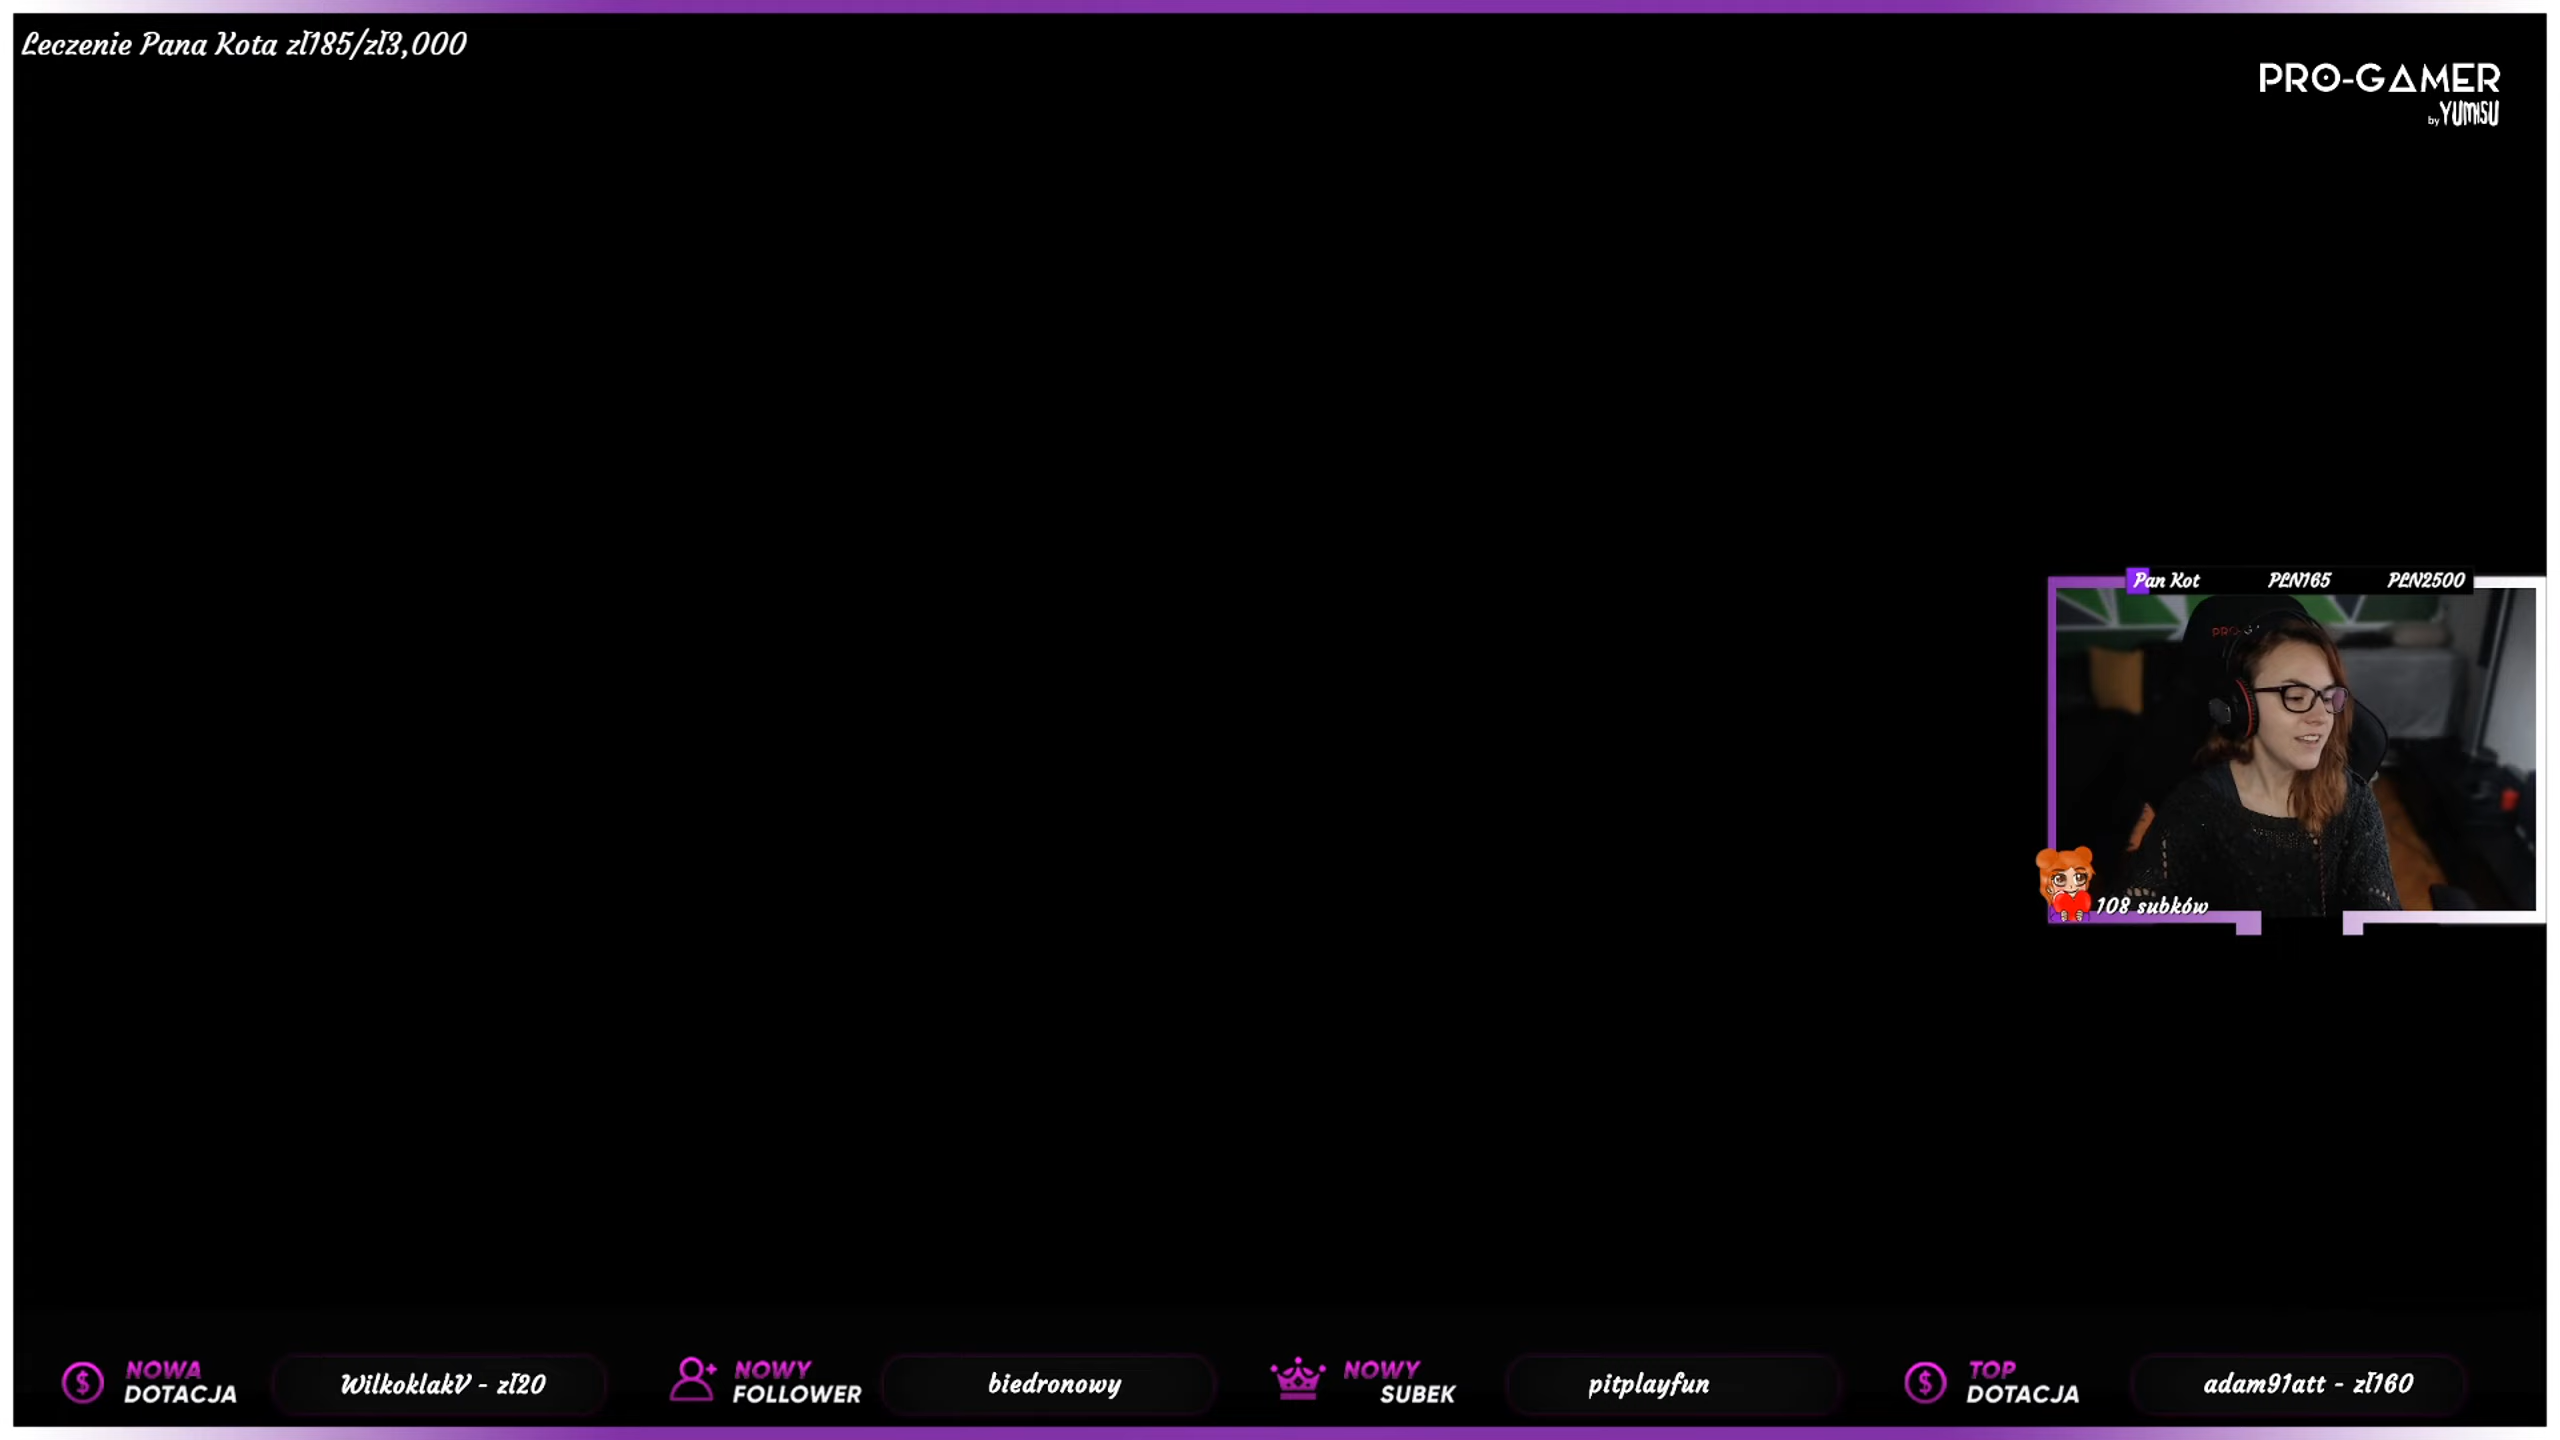 Leczenie Pana Kota zł185/zł3,000
PRO-GAMER
by YUMISU
Pan Kot PLN165 PLN2500
108 subków
NOWA DOTACJA
WilkoklakV - zł20
NOWY FOLLOWER
biedronowy
NOWY SUBEK
pitplayfun
TOP DOTACJA
adam91att - zł160